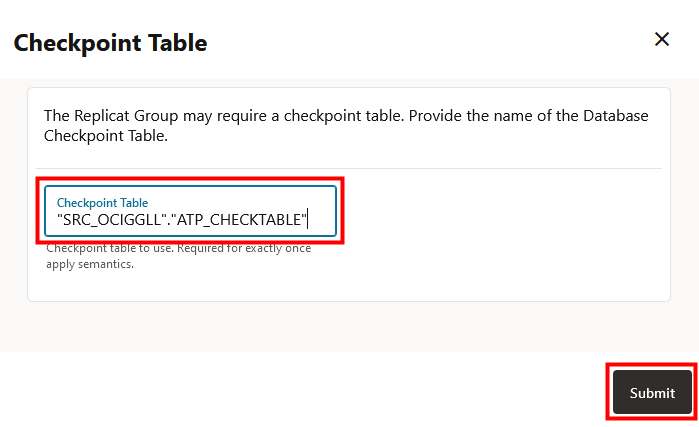 Checkpoint Table
The Replicat Group may require a checkpoint table. Provide the name of the Database
Checkpoint Table.
Checkpoint Table
"SRC_OCIGGLL"."ATP_CHECKTABLE"
Checkpoint table to use. Required for exactly once
apply semantics.
Submit